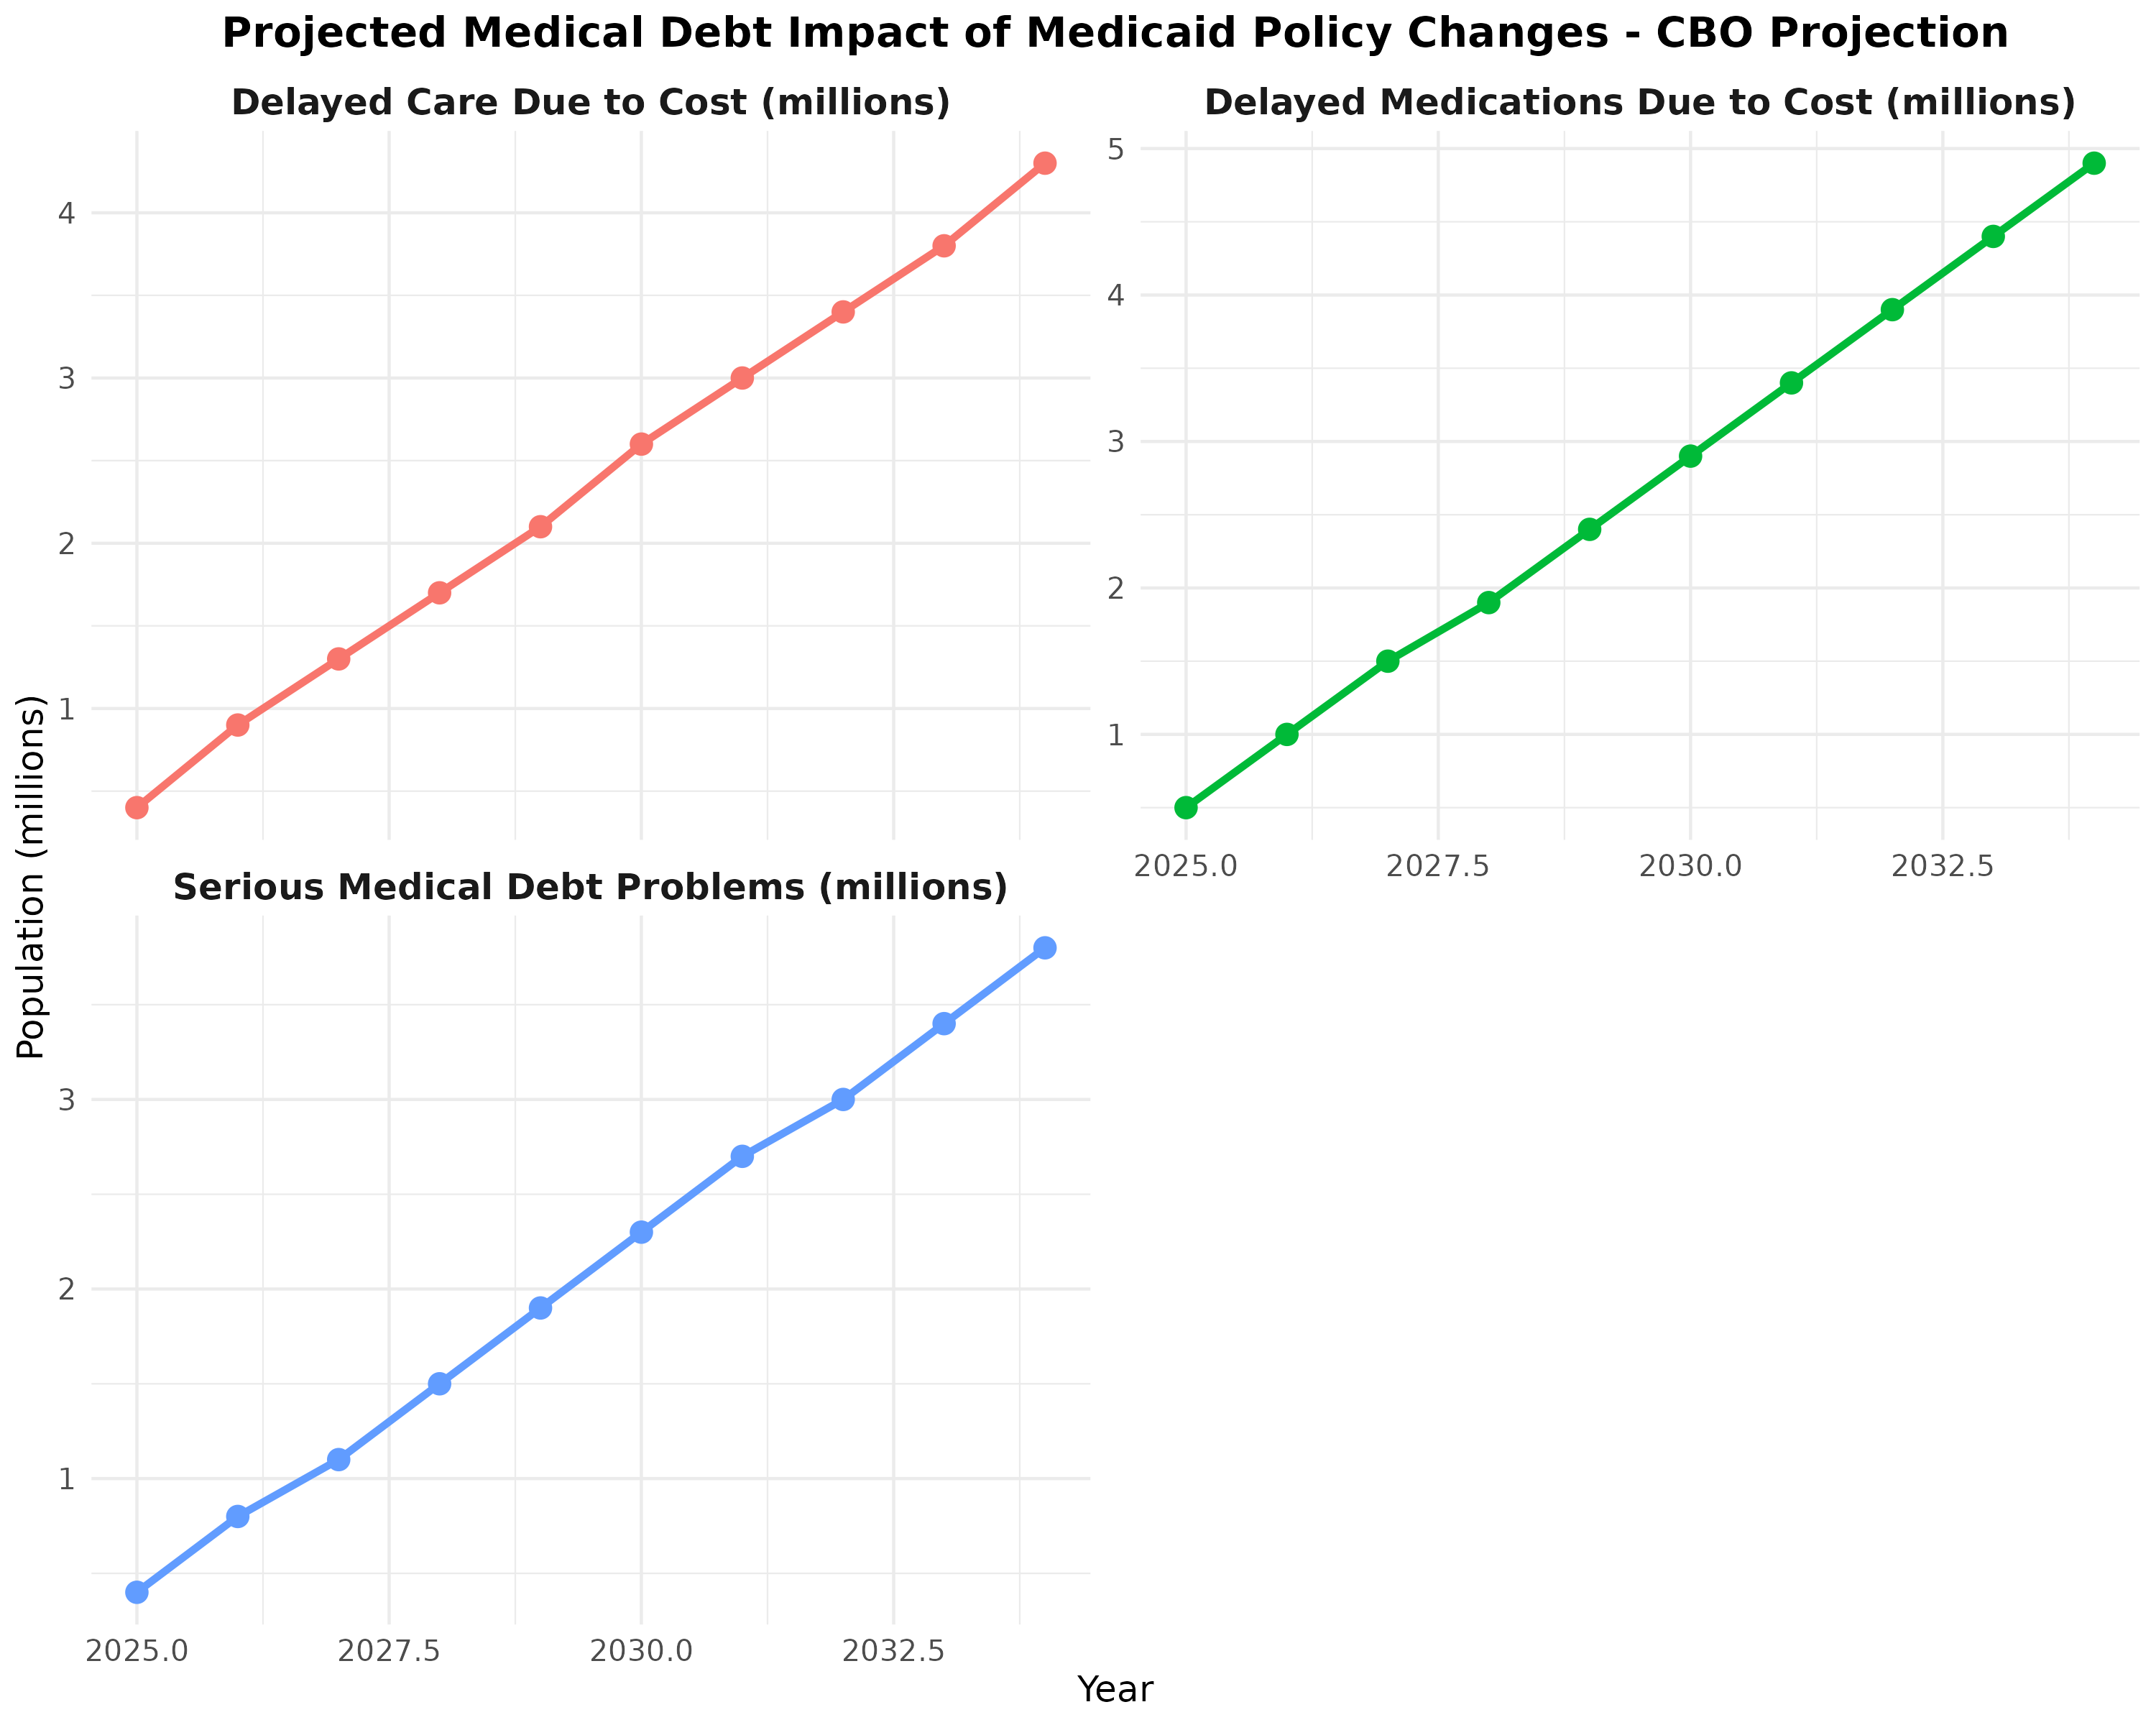 Projected Medical Debt Impact of Medicaid Policy Changes - CBO Projection
Delayed Care Due to Cost (millions)
4
3
2
1
Delayed Medications Due to Cost (millions)
5
4
3
2
1
2025.0 2027.5 2030.0 2032.5
Population (millions)
Serious Medical Debt Problems (millions)
3
2
1
2025.0 2027.5 2030.0 2032.5
Year